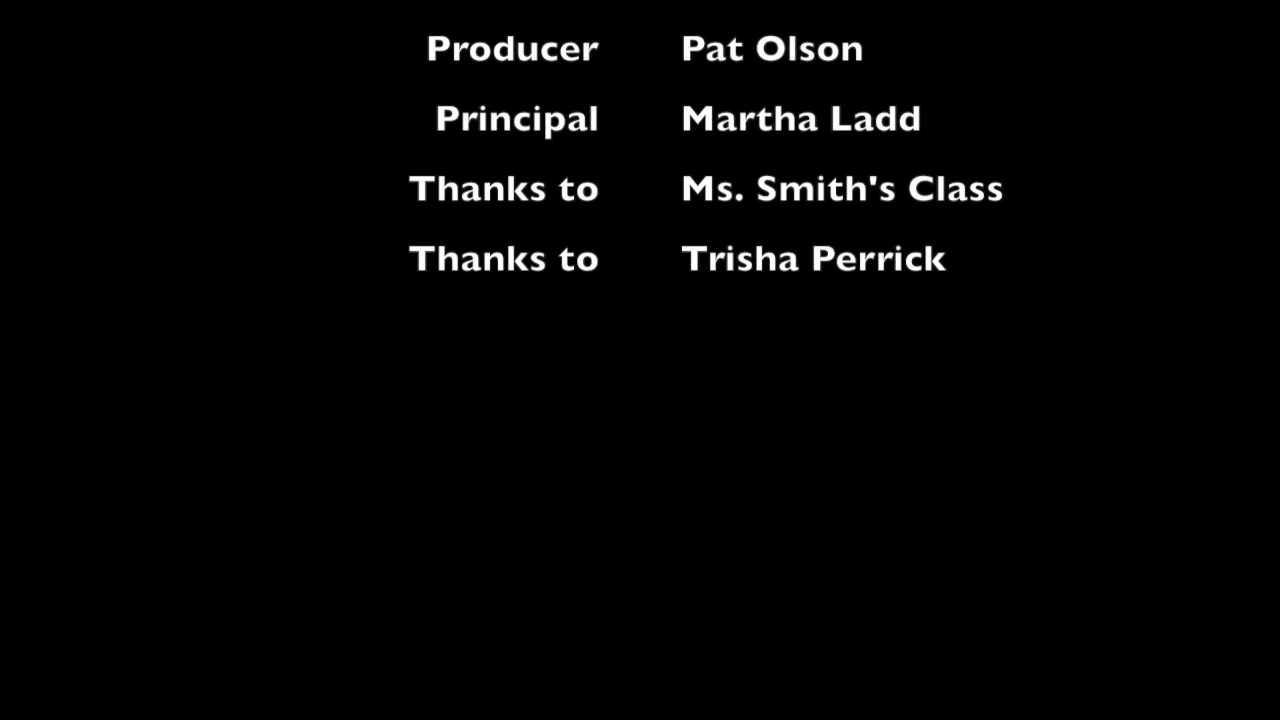 Producer Pat Olson
Principal Martha Ladd
Thanks to Ms. Smith's Class
Thanks to Trisha Perrick